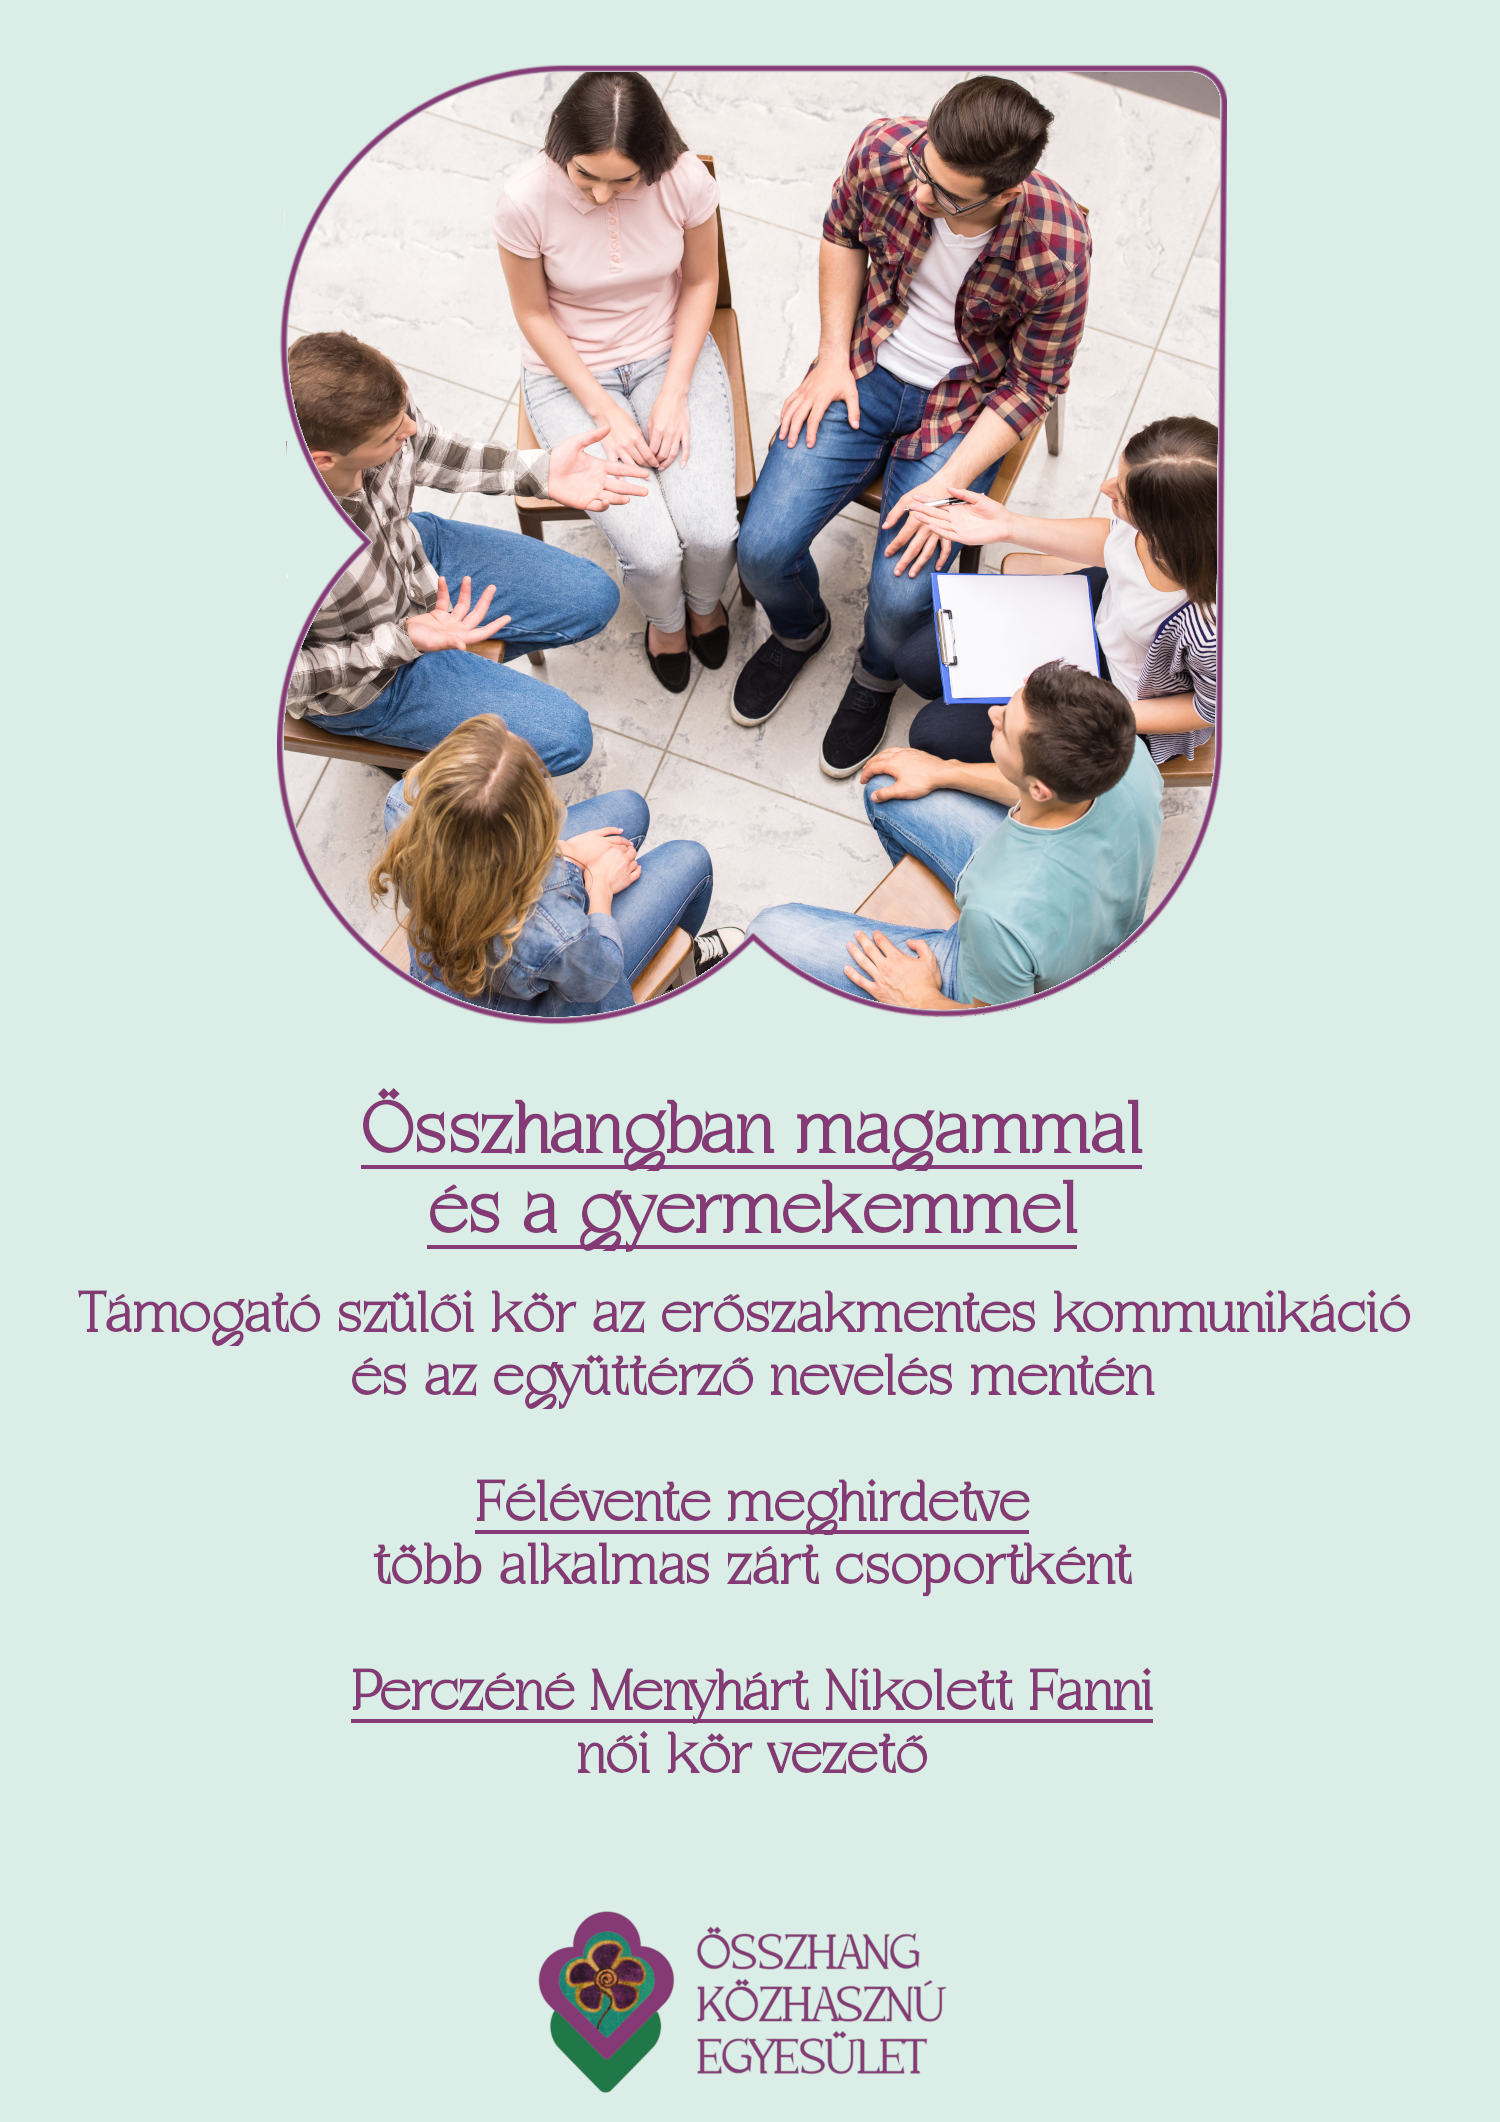 Összhangban magammal
és a gyermekemmel
Támogató szülői kör az erőszakmentes kommunikáció
és az együttérző nevelés mentén
Félévente meghirdetve
több alkalmas zárt csoportként
Perczéné Menyhárt Nikolett Fanni
női kör vezető
ÖSSZHANG
KÖZHASZNÚ
EGYESÜLET